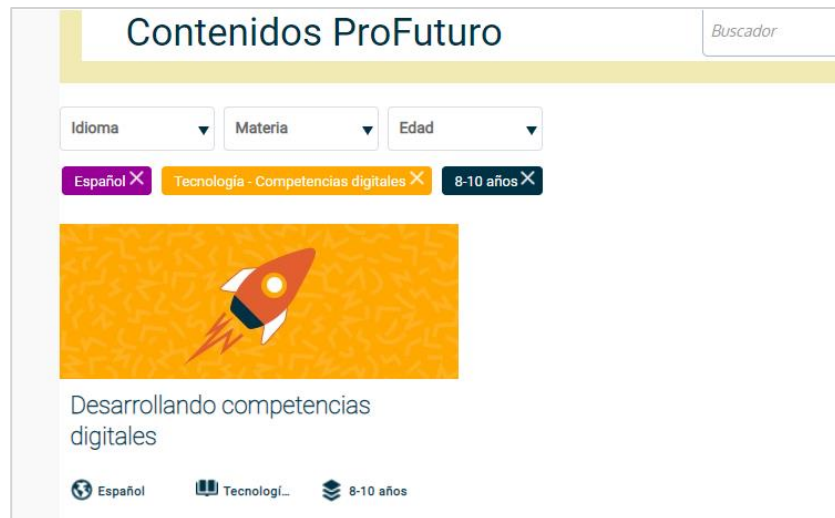 Contenidos ProFuturo
Buscador
Idioma
Materia
Edad
Español
Tecnología - Competencias digitales
8-10 años
Desarrollando competencias
digitales
Español
Tecnologí...
8-10 años